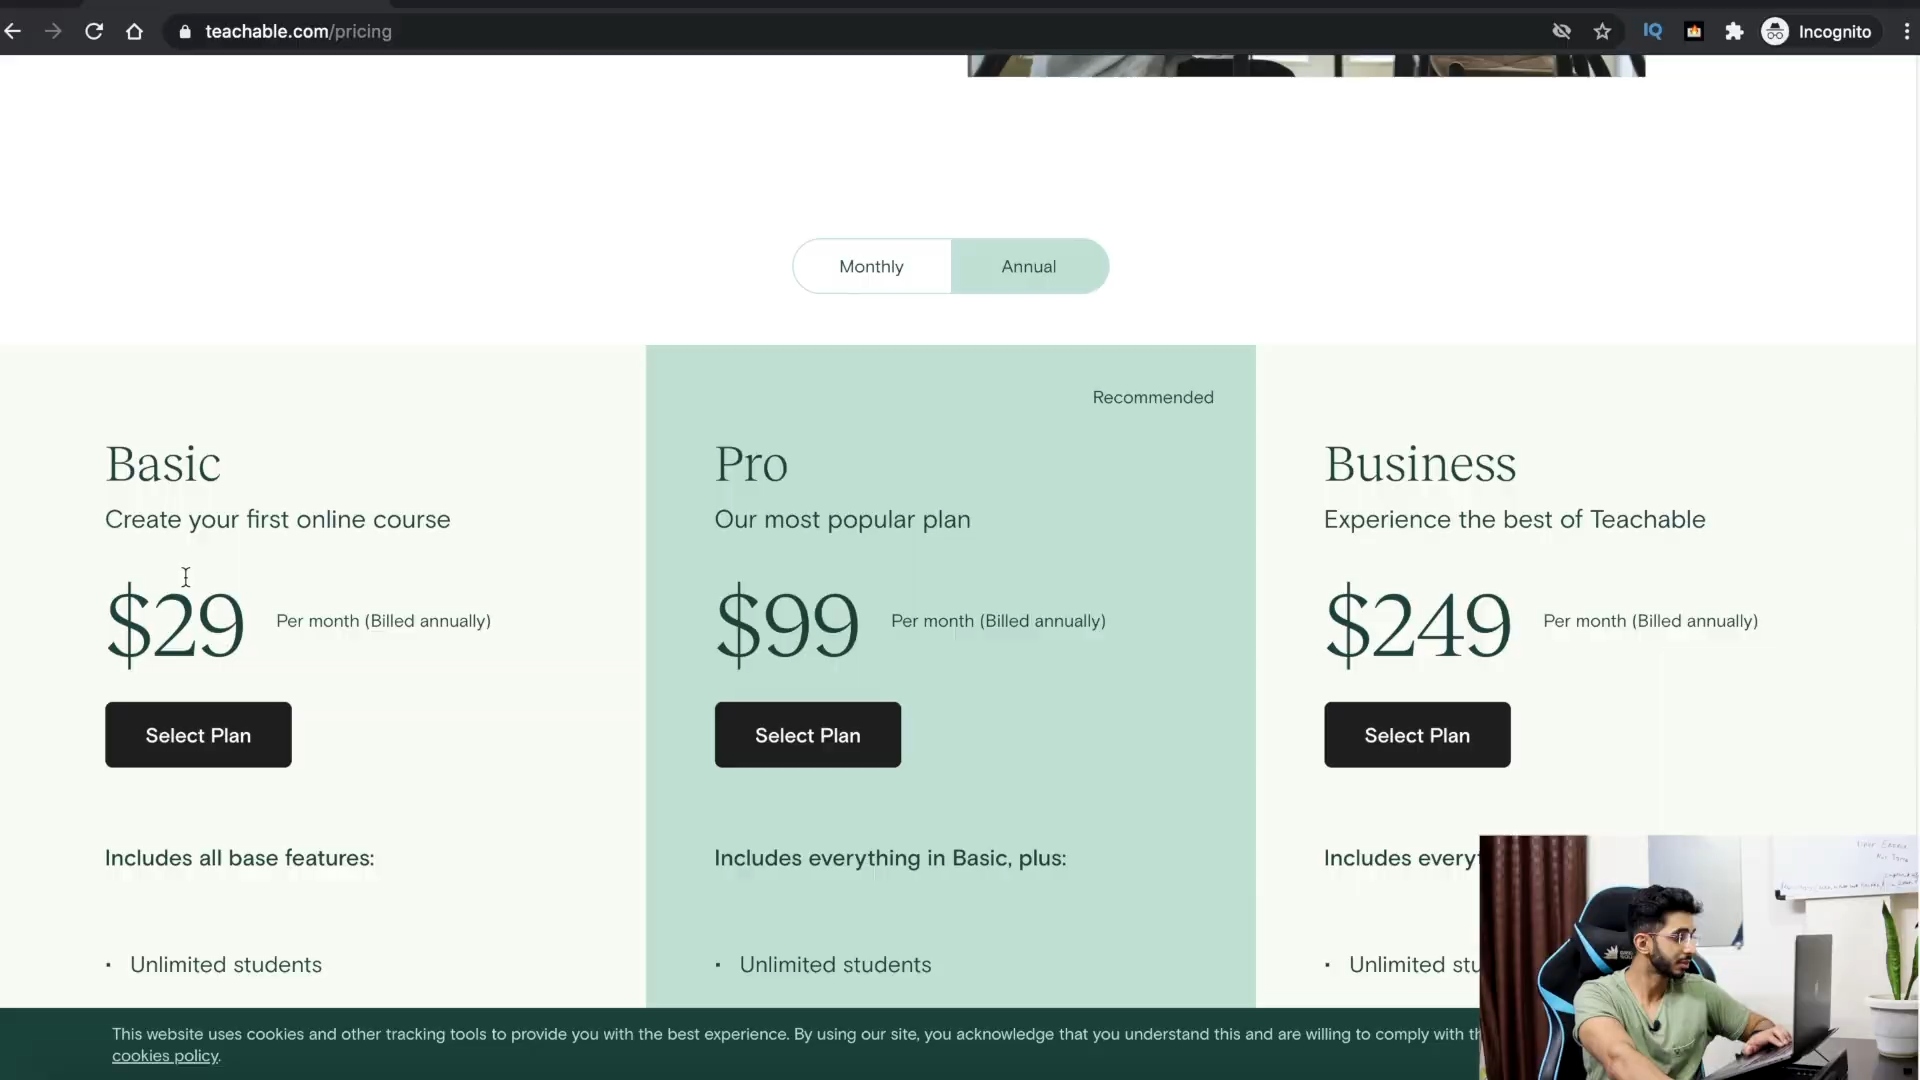 teachable.com/pricing
IQ
Incognito
Monthly
Annual
Recommended
Basic
Create your first online course
$29
Per month (Billed annually)
Select Plan
Includes all base features:
· Unlimited students
Pro
Our most popular plan
$99
Per month (Billed annually)
Select Plan
Includes everything in Basic, plus:
· Unlimited students
Business
Experience the best of Teachable
$249
Per month (Billed annually)
Select Plan
Includes every
· Unlimited stu
This website uses cookies and other tracking tools to provide you with the best experience. By using our site, you acknowledge that you understand this and are willing to comply with th
cookies policy.